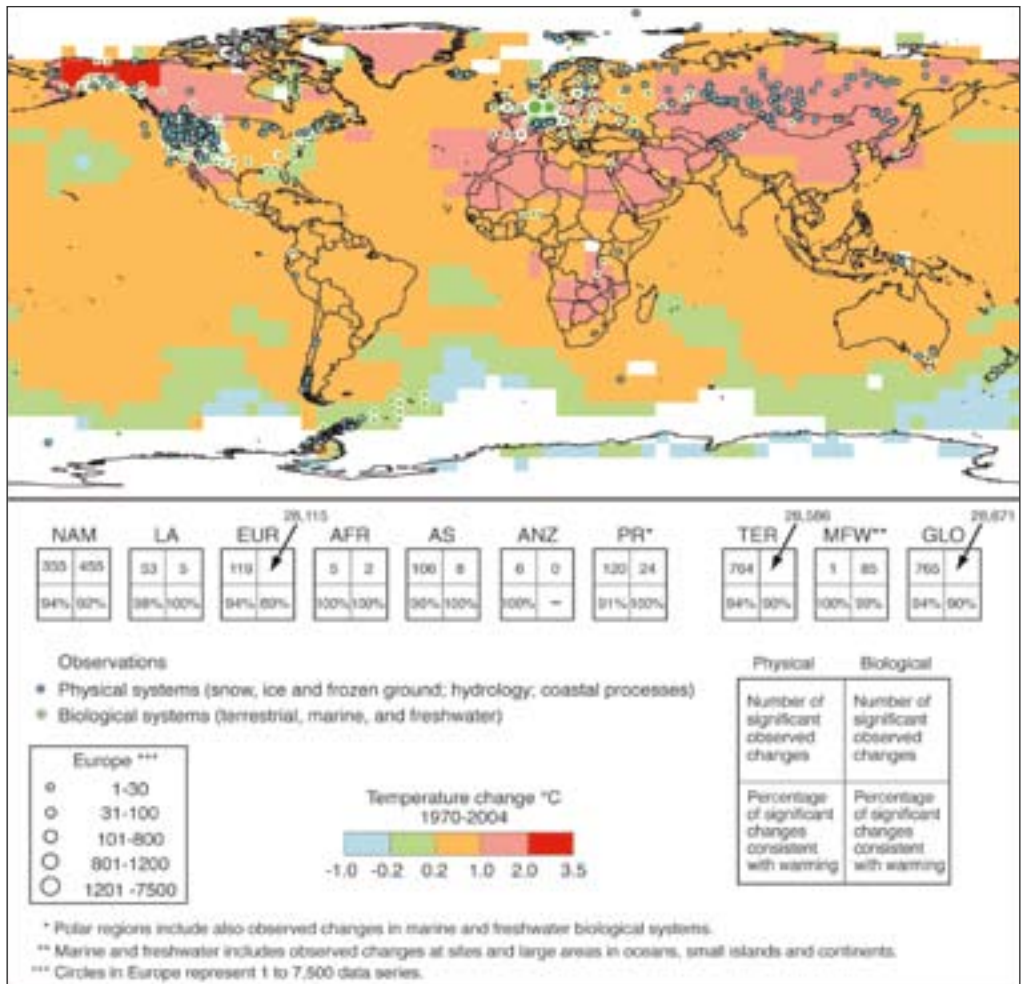 28,115 28,586 28,671
NAM LA EUR AFR AS ANZ PR* TER MFW** GLO
355 455 53 5 119 5 2 106 8 6 0 120 24 764 1 85 765
94% 92% 98% 100% 94% 89% 100% 100% 96% 100% 100% – 91% 100% 94% 90% 100% 99% 94% 90%
Observations
Physical systems (snow, ice and frozen ground; hydrology; coastal processes)
Biological systems (terrestrial, marine, and freshwater)
Europe ***
1-30
31-100
101-800
801-1200
1201 -7500
Temperature change °C
1970-2004
-1.0 -0.2 0.2 1.0 2.0 3.5
Physical Biological
Number of Number of
significant significant
observed observed
changes changes
Percentage Percentage
of significant of significant
changes changes
consistent consistent
with warming with warming
* Polar regions include also observed changes in marine and freshwater biological systems.
** Marine and freshwater includes observed changes at sites and large areas in oceans, small islands and continents.
*** Circles in Europe represent 1 to 7,500 data series.